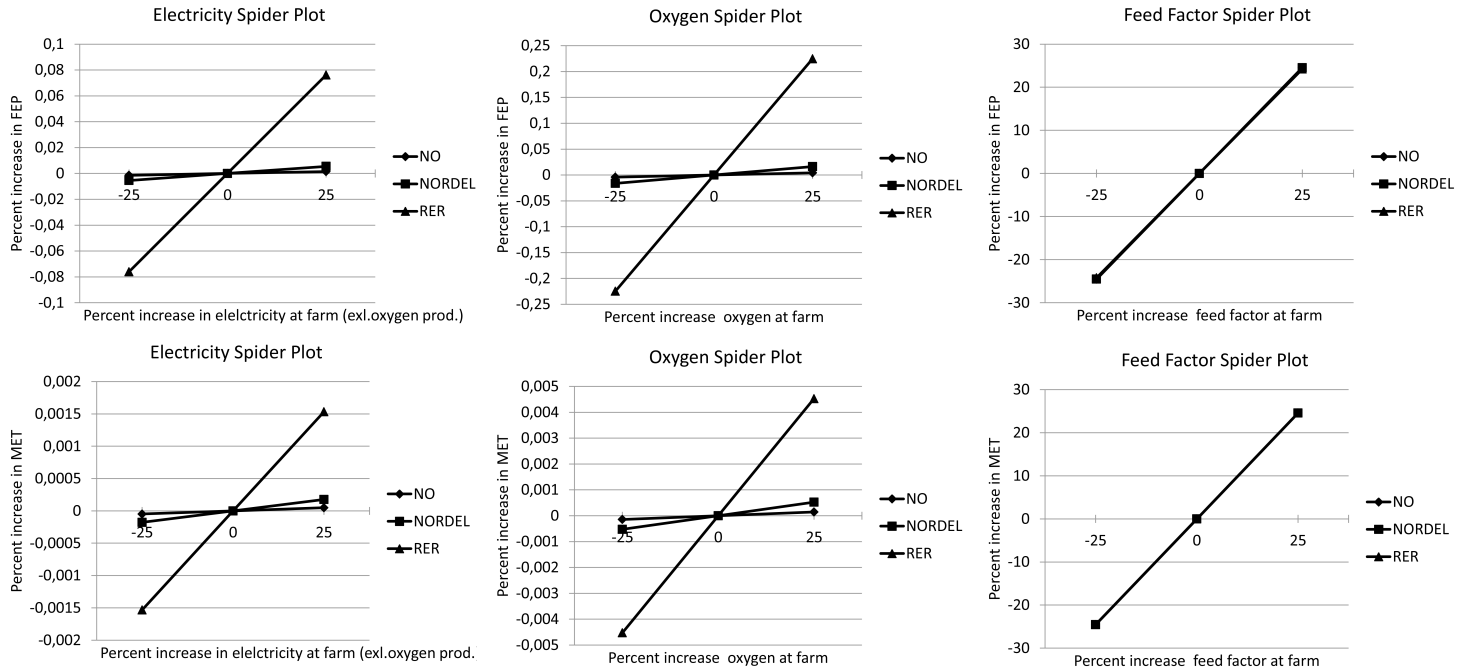 Electricity Spider Plot
Percent increase in FEP
0,1
0,08
0,06
0,04
0,02
0
-0,02
-0,04
-0,06
-0,08
-0,1
-25
0
25
NO
NORDEL
RER
Percent increase in elelctricity at farm (exl.oxygen prod.)
Oxygen Spider Plot
Percent increase in FEP
0,25
0,2
0,15
0,1
0,05
0
-0,05
-0,1
-0,15
-0,2
-0,25
-25
0
25
NO
NORDEL
RER
Percent increase oxygen at farm
Feed Factor Spider Plot
Percent increase in FEP
30
20
10
0
-10
-20
-30
-25
0
25
NO
NORDEL
RER
Percent increase feed factor at farm
Electricity Spider Plot
Percent increase in MET
0,002
0,0015
0,001
0,0005
0
-0,0005
-0,001
-0,0015
-0,002
-25
0
25
NO
NORDEL
RER
Percent increase in elelctricity at farm (exl.oxygen prod.
Oxygen Spider Plot
Percent increase in MET
0,005
0,004
0,003
0,002
0,001
0
-0,001
-0,002
-0,003
-0,004
-0,005
-25
0
25
NO
NORDEL
RER
Percent increase oxygen at farm
Feed Factor Spider Plot
Percent increase in MET
30
20
10
0
-10
-20
-30
-25
0
25
NO
NORDEL
RER
Percent increase feed factor at farm